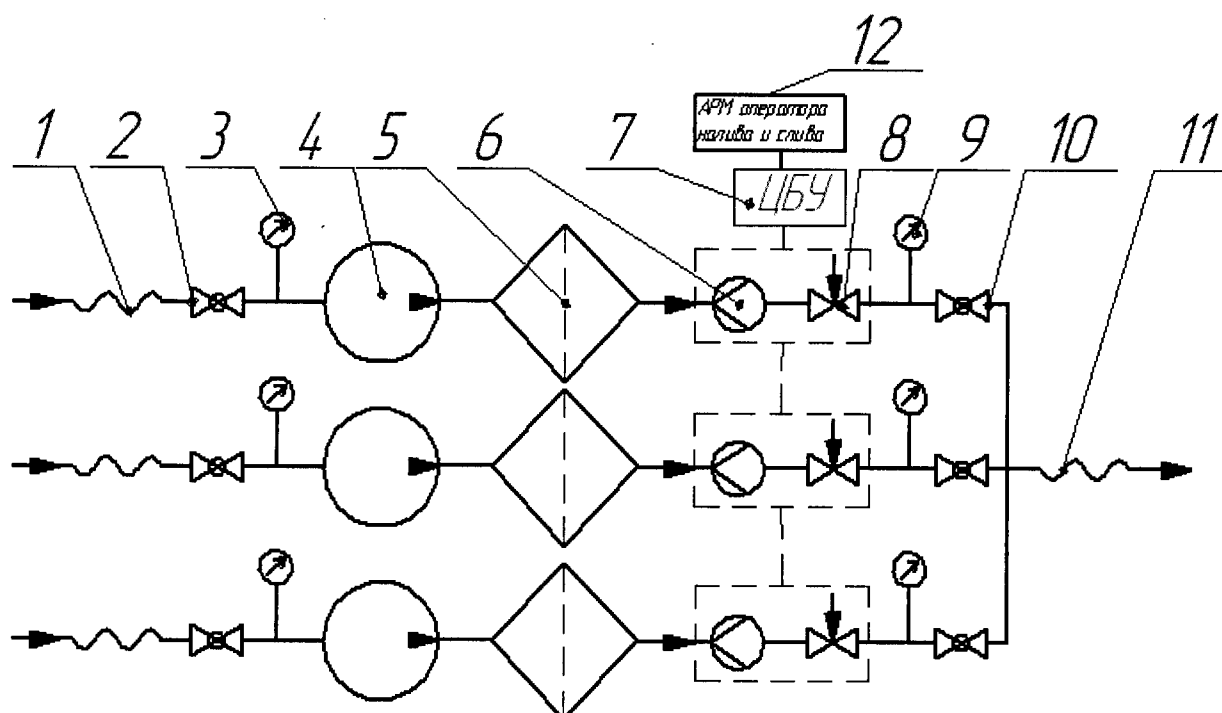 12
АРМ оператора
налива и слива
1 2 3 4 5 6 7 8 9 10 11
ЦБУ